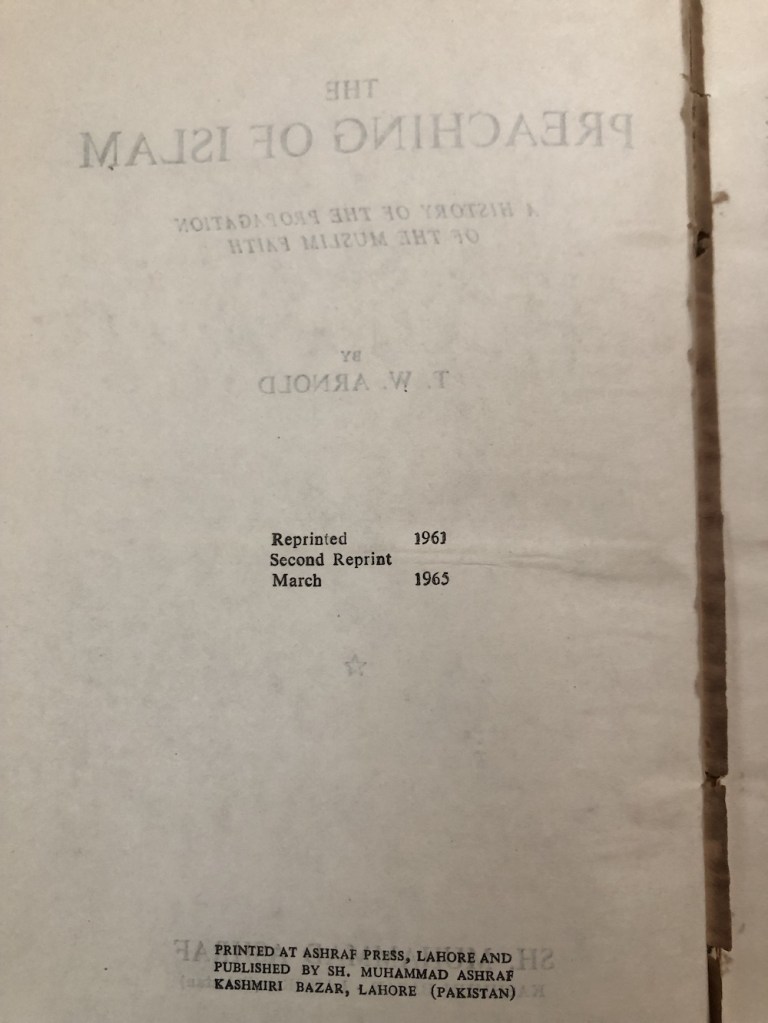 THE
PREACHING OF ISLAM
A HISTORY OF THE PROPAGATION
OF THE MUSLIM FAITH
BY
T. W. ARNOLD
Reprinted 1961
Second Reprint
March 1965
PRINTED AT ASHRAF PRESS, LAHORE AND
PUBLISHED BY SH. MUHAMMAD ASHRAF
KASHMIRI BAZAR, LAHORE (PAKISTAN)